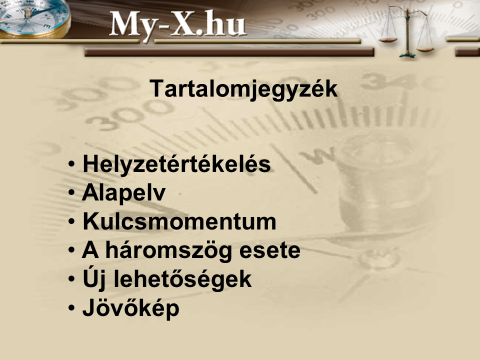 My-X.hu
Tartalomjegyzék
• Helyzetértékelés
• Alapelv
• Kulcsmomentum
• A háromszög esete
• Új lehetőségek
• Jövőkép